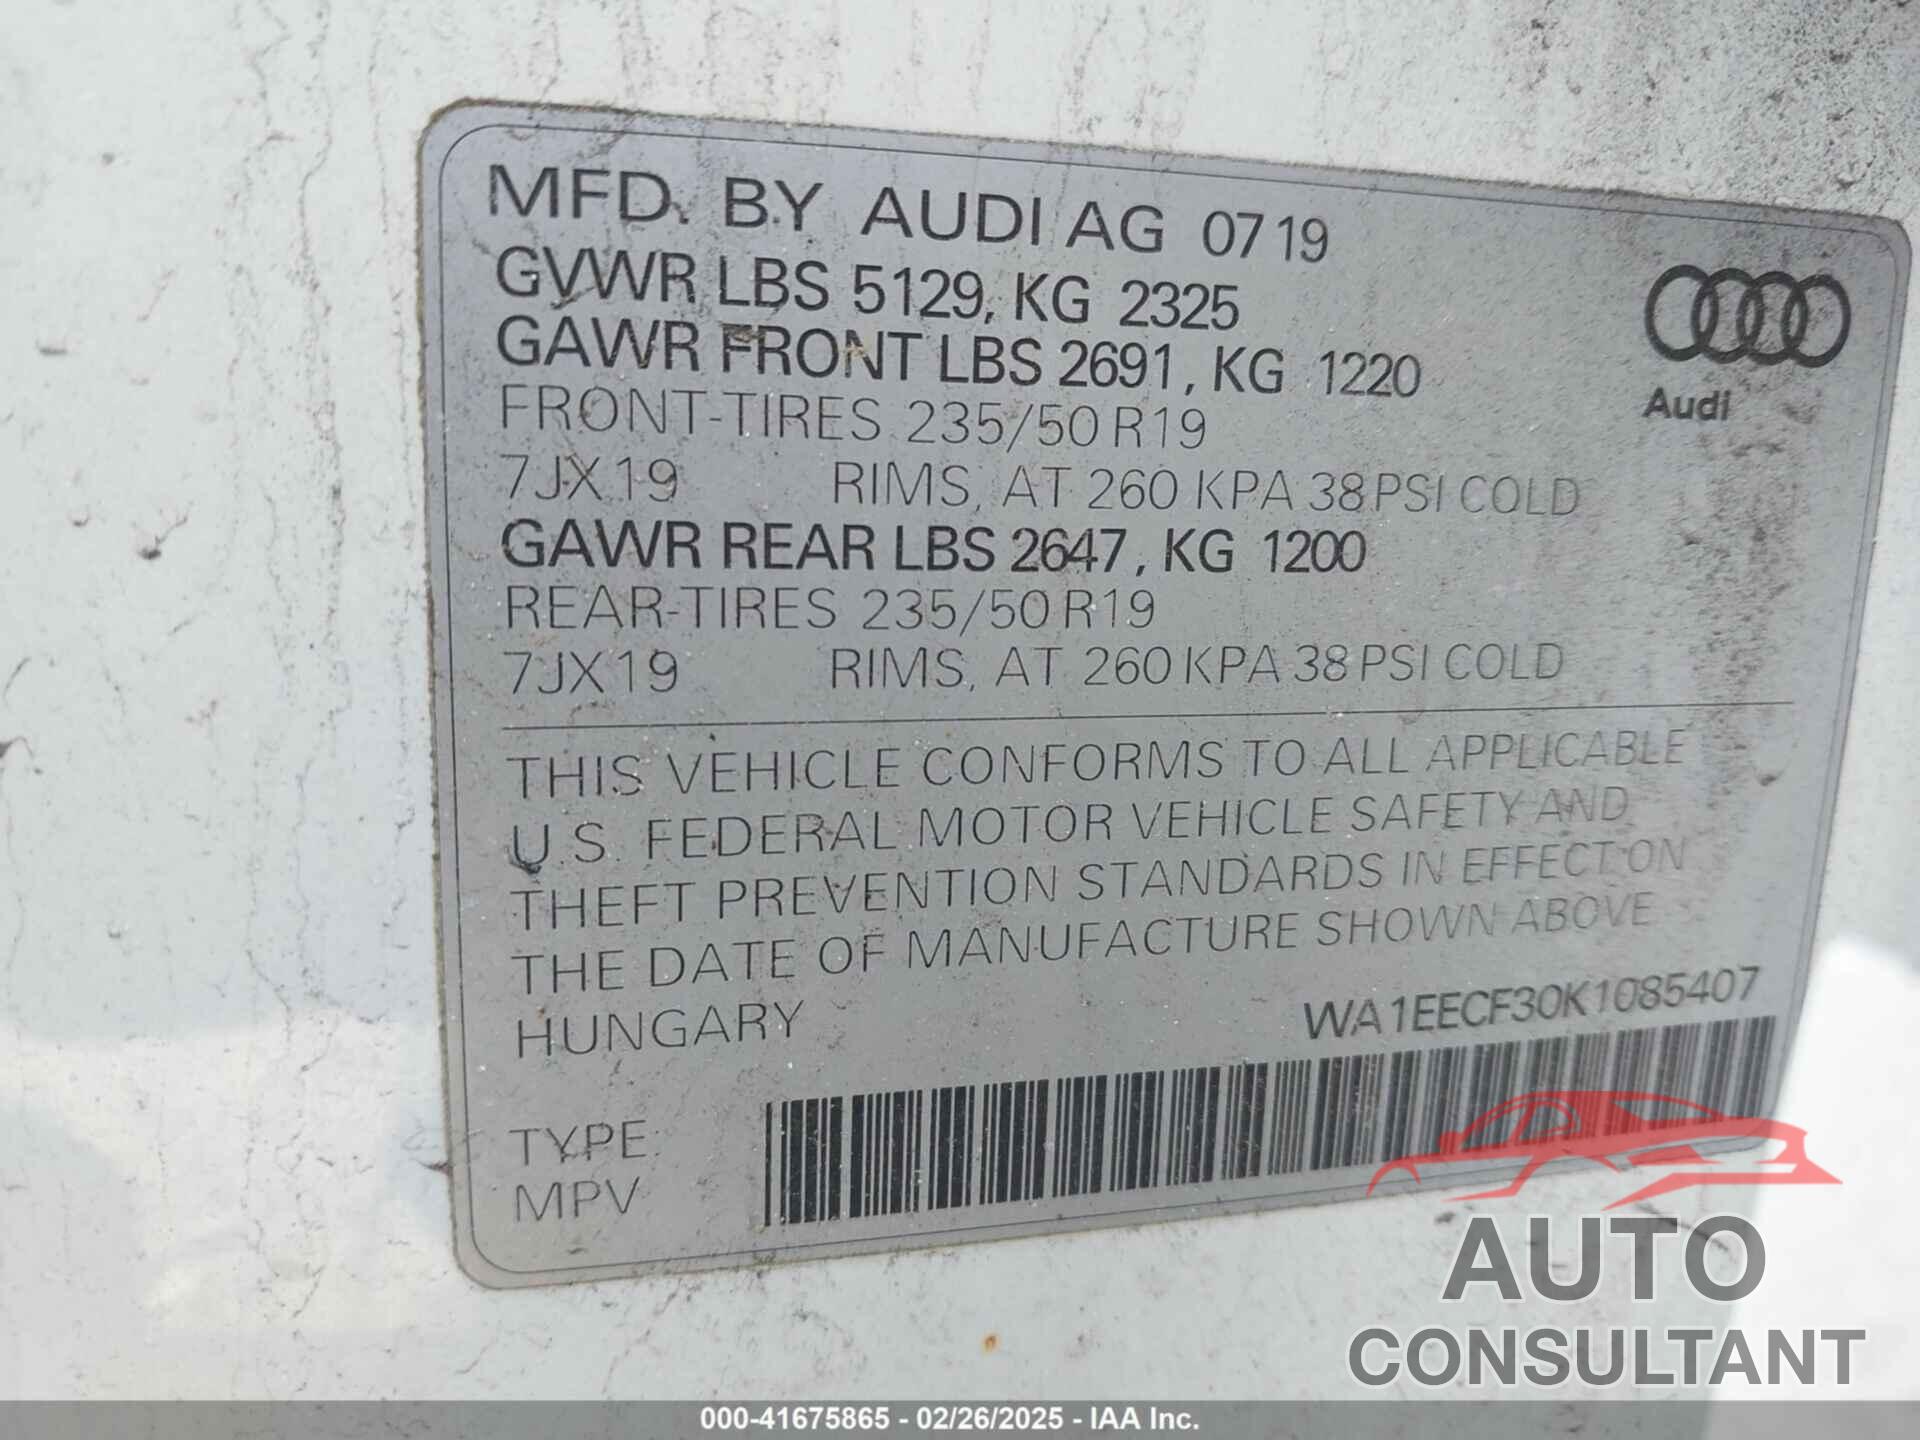 MFD. BY AUDI AG 07 19
GVWR LBS 5129, KG 2325
GAWR FRONT LBS 2691, KG 1220
FRONT-TIRES 235/50 R19
7JX19 RIMS, AT 260 KPA 38 PSI COLD
GAWR REAR LBS 2647, KG 1200
REAR-TIRES 235/50 R19
7JX19 RIMS, AT 260 KPA 38 PSI COLD
Audi
THIS VEHICLE CONFORMS TO ALL APPLICABLE
U.S. FEDERAL MOTOR VEHICLE SAFETY AND
THEFT PREVENTION STANDARDS IN EFFECT ON
THE DATE OF MANUFACTURE SHOWN ABOVE
HUNGARY WA1EECF30K1085407
TYPE:
MPV
AUTO
CONSULTANT
000-41675865 - 02/26/2025 - IAA Inc.